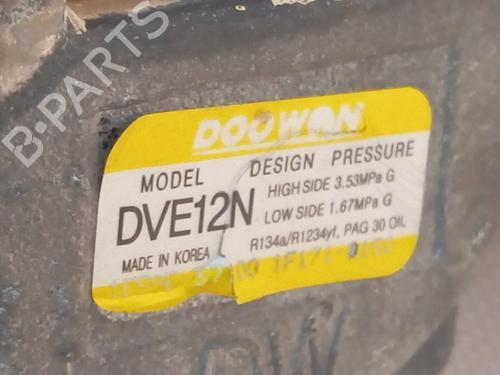 B-PARTS
DOOWON
MODEL
DVE12N
MADE IN KOREA
DESIGN PRESSURE
HIGH SIDE 3.53MPa G
LOW SIDE 1.67MPa G
R134a/R1234yf, PAG 30 OIL